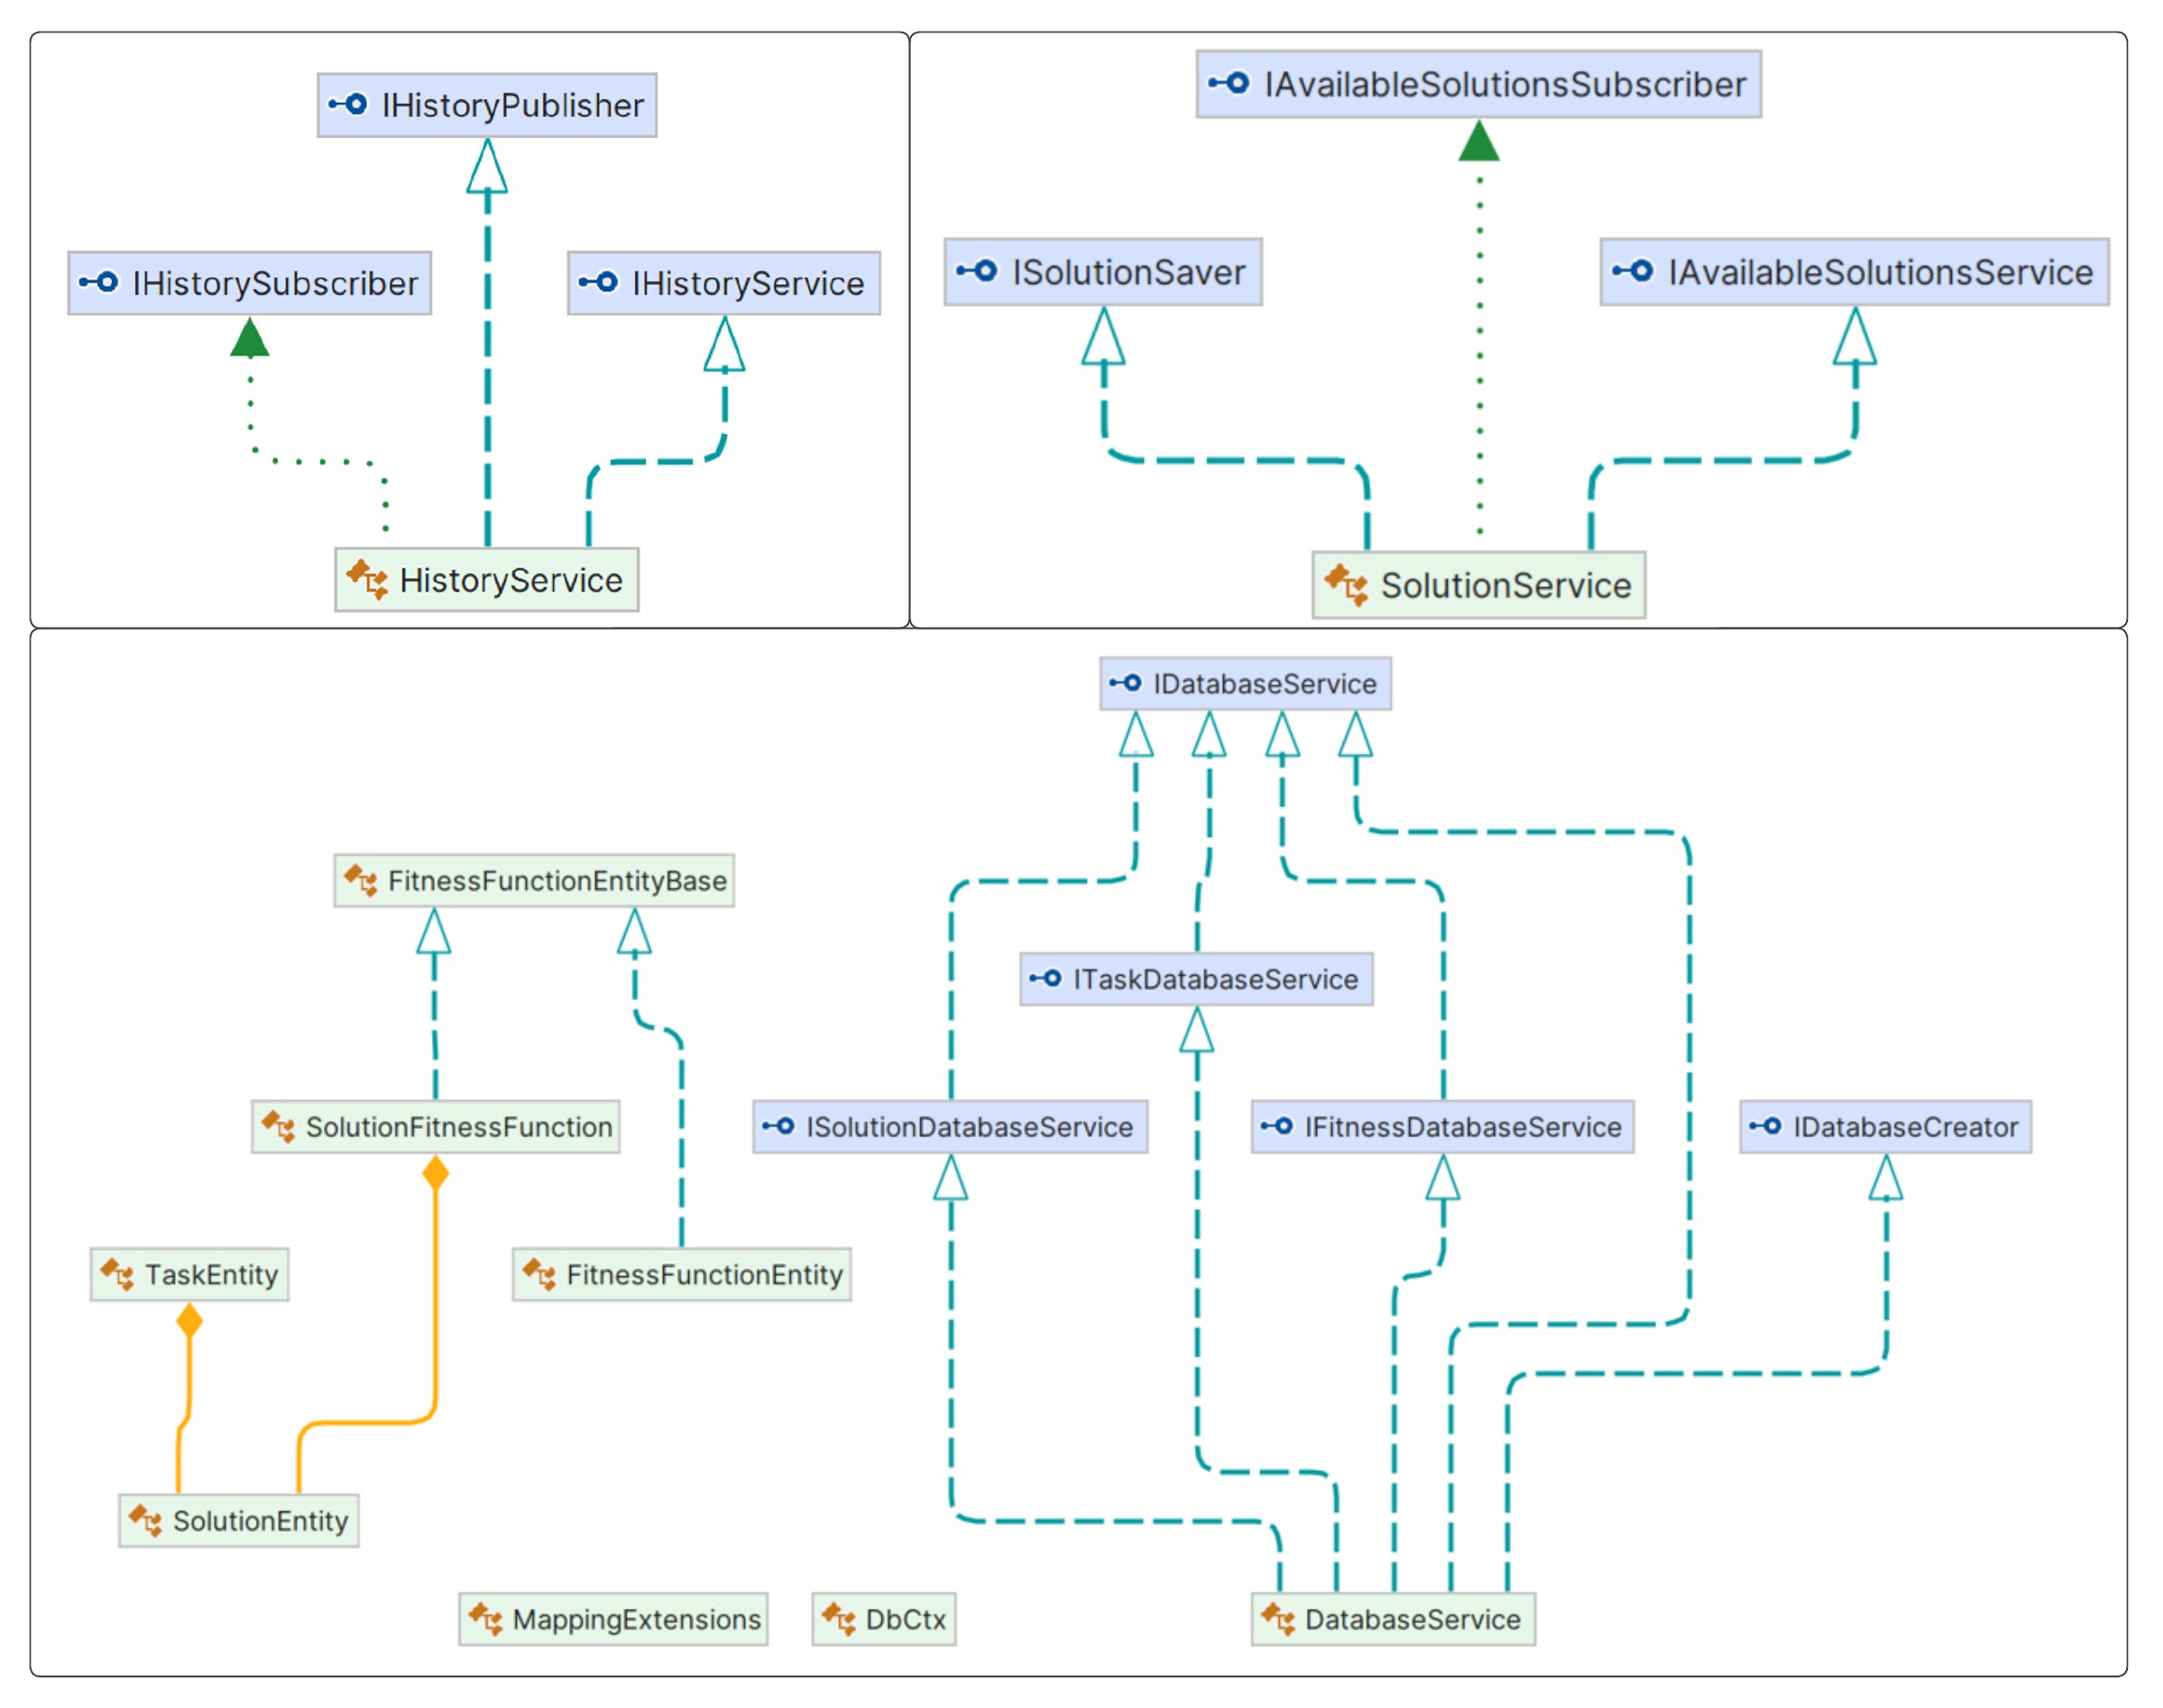 IHistoryPublisher
IHistorySubscriber
IHistoryService
HistoryService
IAvailableSolutionsSubscriber
ISolutionSaver
IAvailableSolutionsService
SolutionService
IDatabaseService
FitnessFunctionEntityBase
ITaskDatabaseService
SolutionFitnessFunction
ISolutionDatabaseService
IFitnessDatabaseService
IDatabaseCreator
TaskEntity
FitnessFunctionEntity
SolutionEntity
MappingExtensions
DbCtx
DatabaseService